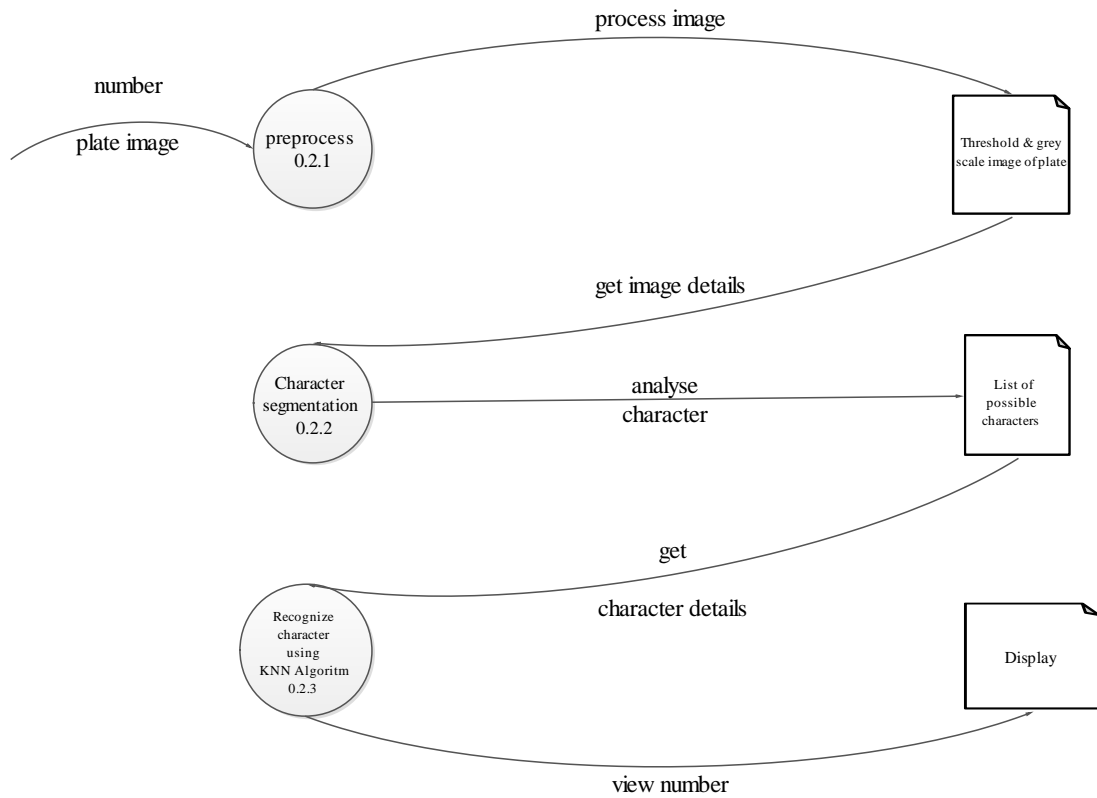 process image
number
plate image
preprocess
0.2.1
Threshold & grey
scale image of plate
get image details
Character
segmentation
0.2.2
analyse
character
List of
possible
characters
get
character details
Recognize
character
using
KNN Algoritm
0.2.3
Display
view number